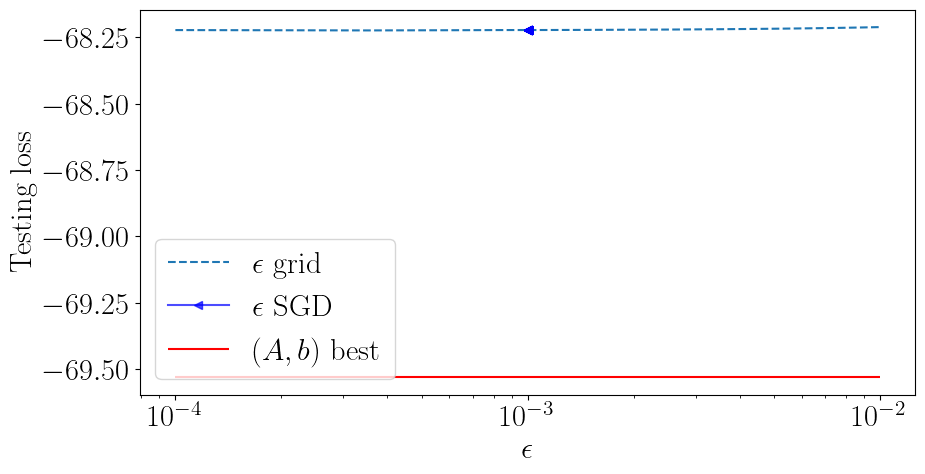 −68.25
−68.50
−68.75
−69.00
−69.25
−69.50
Testing loss
ϵ grid
ϵ SGD
(A, b) best
10⁻⁴
10⁻³
10⁻²
ϵ